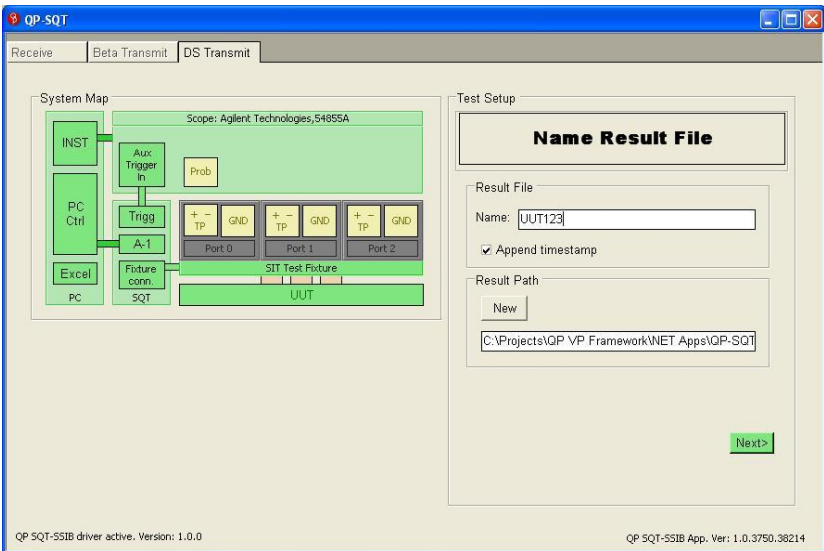 QP-SQT
Receive
Beta Transmit
DS Transmit
System Map
Scope: Agilent Technologies,54855A
INST
Aux
Trigger
In
Prob
PC
Ctrl
Trigg
A-1
+ -
TP
GND
Port 0
+ -
TP
GND
Port 1
+ -
TP
GND
Port 2
Excel
PC
Fixture
conn.
SQT
SIT Test Fixture
UUT
Test Setup
Name Result File
Result File
Name:
UUT123
Append timestamp
Result Path
New
C:\Projects\QP VP Framework\NET Apps\QP-SQT
Next>
QP SQT-SSIB driver active. Version: 1.0.0
QP SQT-SSIB App. Ver: 1.0.3750.38214